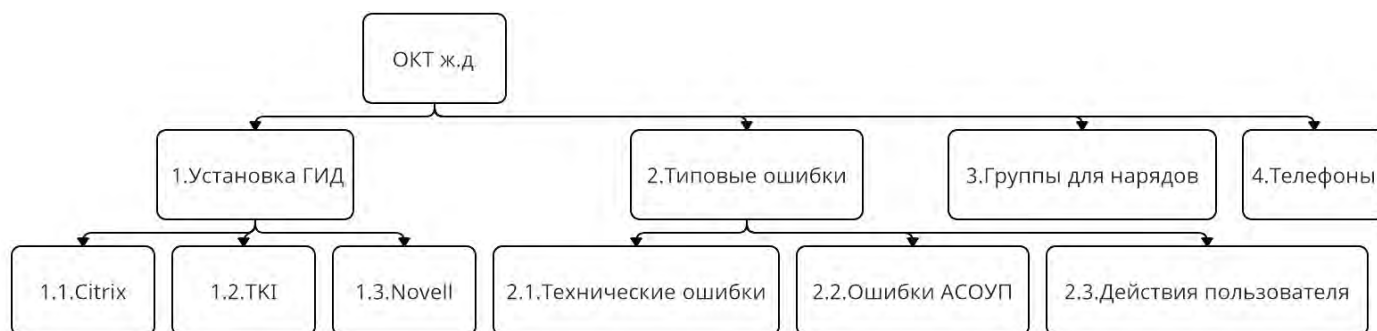 ОКТ ж.д
1.Установка ГИД
2.Типовые ошибки
3.Группы для нарядов
4.Телефоны
1.1.Citrix
1.2.TKI
1.3.Novell
2.1.Технические ошибки
2.2.Ошибки АСОУП
2.3.Действия пользователя